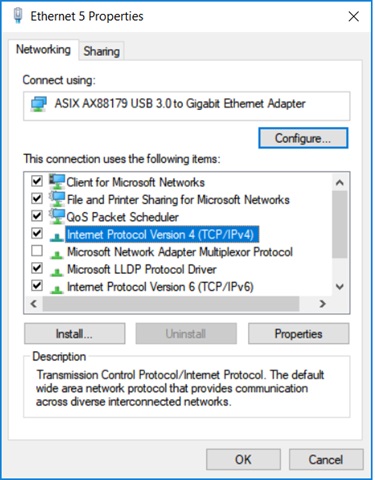 Ethernet 5 Properties
Networking
Sharing
Connect using:
ASIX AX88179 USB 3.0 to Gigabit Ethernet Adapter
Configure...
This connection uses the following items:
Client for Microsoft Networks
File and Printer Sharing for Microsoft Networks
QoS Packet Scheduler
Internet Protocol Version 4 (TCP/IPv4)
Microsoft Network Adapter Multiplexor Protocol
Microsoft LLDP Protocol Driver
Internet Protocol Version 6 (TCP/IPv6)
Install...
Uninstall
Properties
Description
Transmission Control Protocol/Internet Protocol. The default
wide area network protocol that provides communication
across diverse interconnected networks.
OK
Cancel